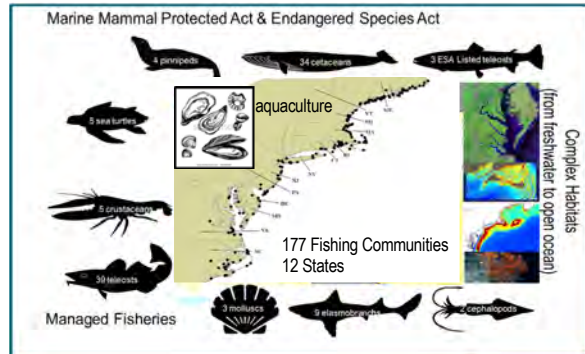 Marine Mammal Protected Act & Endangered Species Act
4 pinnipeds
34 cetaceans
3 ESA Listed teleosts
aquaculture
5 sea turtles
Complex Habitats
(from freshwater to open ocean)
5 crustaceans
177 Fishing Communities
12 States
39 teleosts
3 molluscs
9 elasmobranchs
2 cephalopods
Managed Fisheries